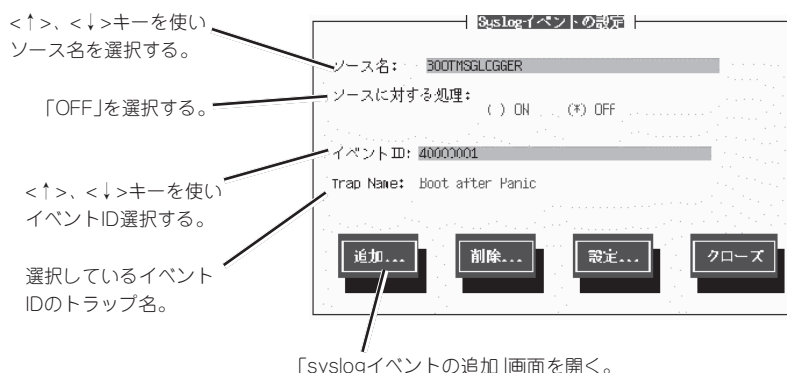 <↑>、<↓>キーを使い
ソース名を選択する。
「OFF」を選択する。
<↑>、<↓>キーを使い
イベントID選択する。
選択しているイベント
IDのトラップ名。
Syslogイベントの設定
ソース名: BOOTMSGLOGGER
ソースに対する処理:
( ) ON (*) OFF
イベントID: 40000001
Trap Name: Boot after Panic
追加... 削除... 設定... クローズ
「syslogイベントの追加」画面を開く。